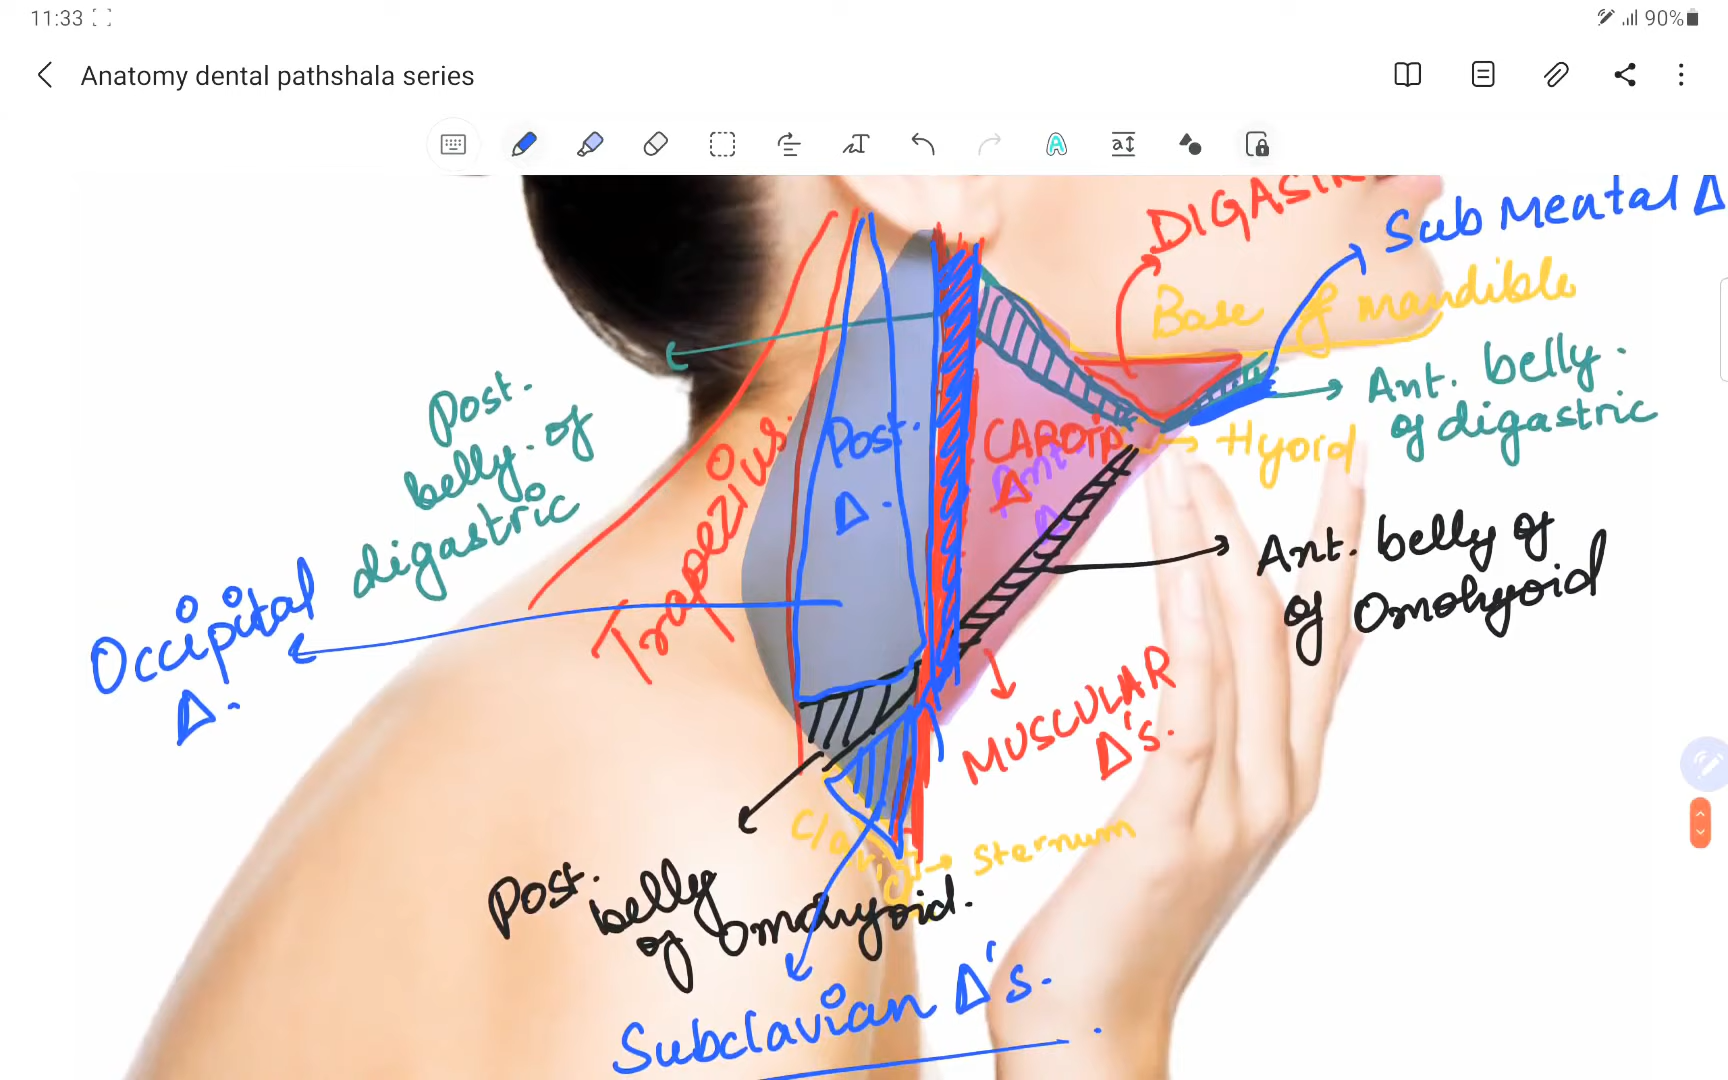 11:33
90%
Anatomy dental pathshala series
Sub Mental Δ
Base of mandible
Ant. belly.
of digastric
Hyoid
Post.
belly of
digastric
Trapezius.
Post.
Δ.
CAROTID
Δ
Ant
Δ
Occipital
Δ.
Ant. belly of
of Omohyoid
MUSCULAR
Δ's.
Sternum
Post.
belly
of Omohyoid.
Subclavian Δ's.